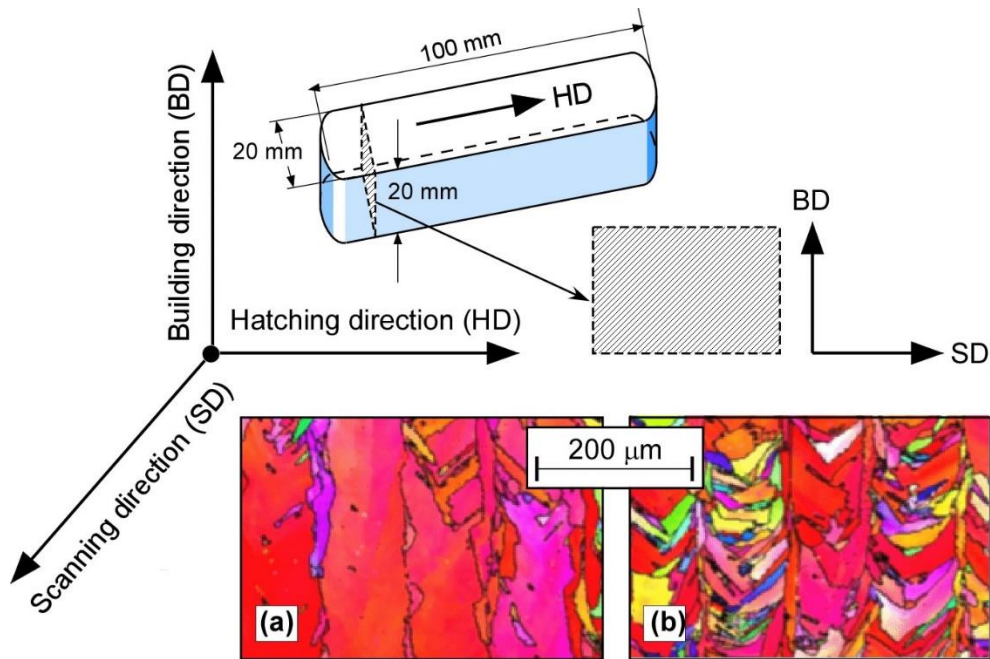 100 mm
HD
20 mm
20 mm
Building direction (BD)
BD
Hatching direction (HD)
SD
Scanning direction (SD)
200 μm
(a)
(b)